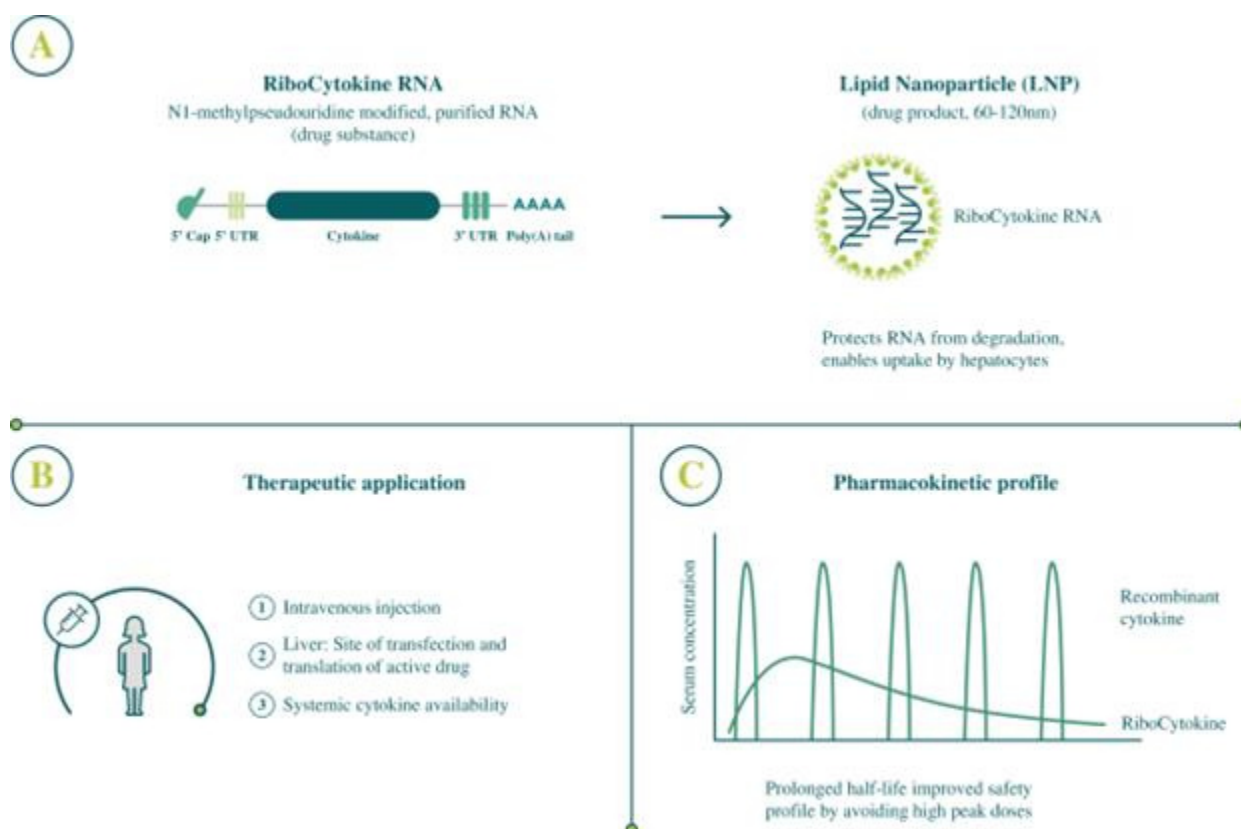 A
RiboCytokine RNA
N1-methylpseudouridine modified, purified RNA
(drug substance)
AAAA
5' Cap 5' UTR Cytokine 3' UTR Poly(A) tail
Lipid Nanoparticle (LNP)
(drug product, 60-120nm)
RiboCytokine RNA
Protects RNA from degradation,
enables uptake by hepatocytes
B
Therapeutic application
1 Intravenous injection
2 Liver: Site of transfection and
translation of active drug
3 Systemic cytokine availability
C
Pharmacokinetic profile
Serum concentration
Recombinant
cytokine
RiboCytokine
Prolonged half-life improved safety
profile by avoiding high peak doses